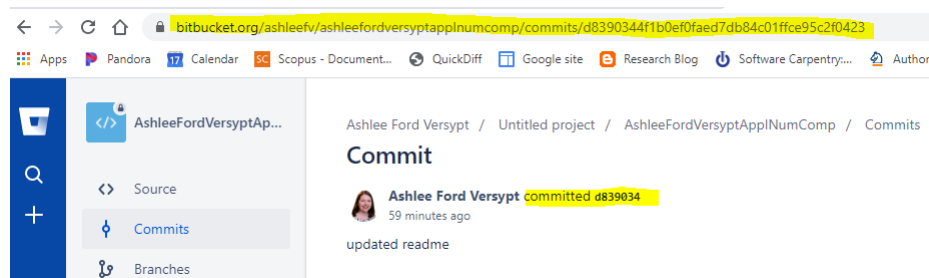 bitbucket.org/ashleefv/ashleefordversyptapplnumcomp/commits/d8390344f1b0ef0faed7db84c01ffce95c2f0423
Apps Pandora 17 Calendar SC Scopus - Document... QuickDiff Google site Research Blog Software Carpentry:... Author
</> AshleeFordVersyptAp...
Ashlee Ford Versypt / Untitled project / AshleeFordVersyptApplNumComp / Commits
Commit
Source
Ashlee Ford Versypt committed d839034
59 minutes ago
Commits
updated readme
Branches